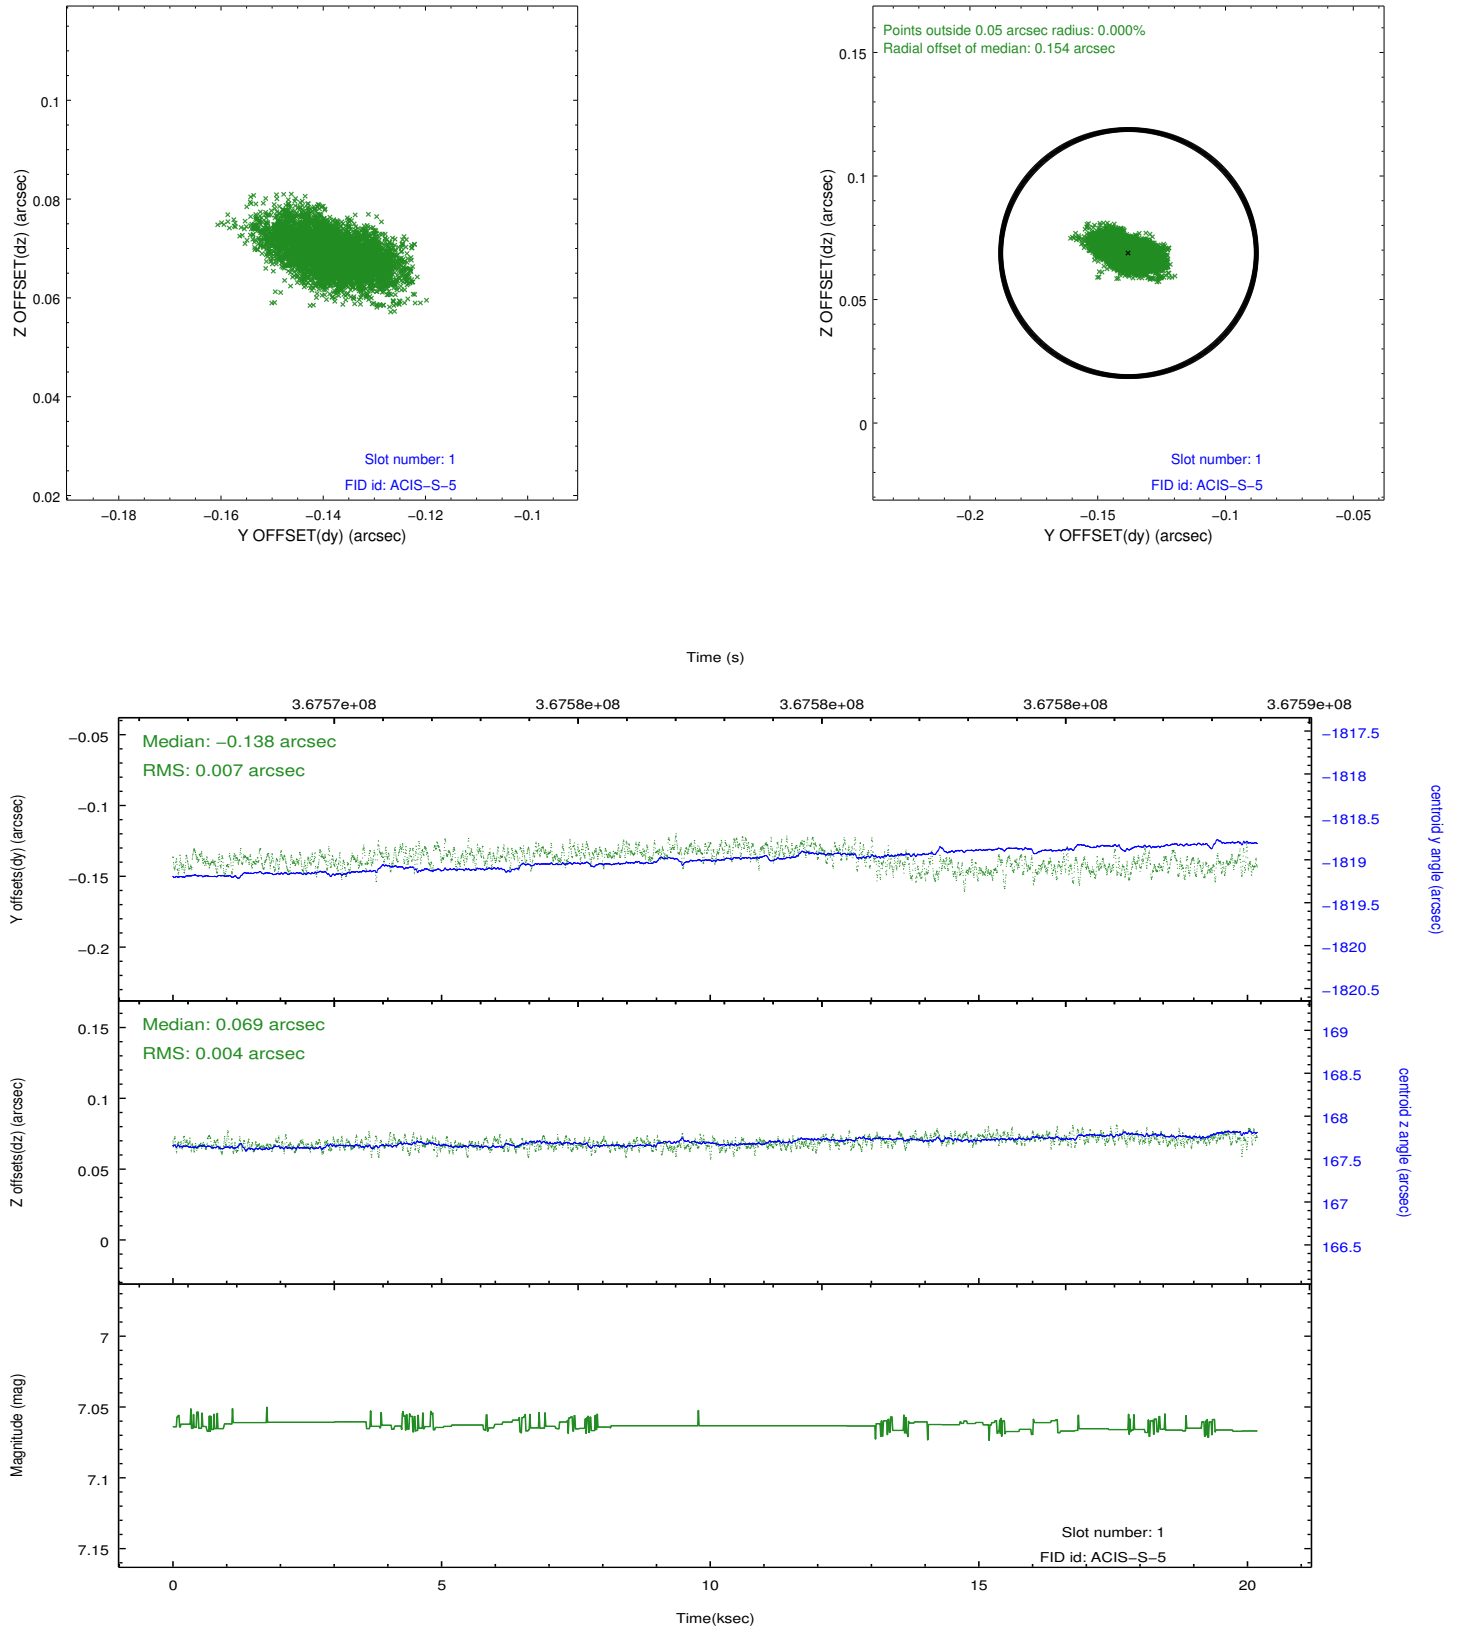 0.1
0.08
0.06
0.04
0.02
Z OFFSET(dz) (arcsec)
Slot number: 1
FID id: ACIS−S−5
−0.18
−0.16
−0.14
−0.12
−0.1
Y OFFSET(dy) (arcsec)
Points outside 0.05 arcsec radius: 0.000%
Radial offset of median: 0.154 arcsec
0.15
0.1
0.05
0
Z OFFSET(dz) (arcsec)
Slot number: 1
FID id: ACIS−S−5
−0.2
−0.15
−0.1
−0.05
Y OFFSET(dy) (arcsec)
Time (s)
3.6757e+08
3.6758e+08
3.6758e+08
3.6758e+08
3.6759e+08
Median: −0.138 arcsec
RMS: 0.007 arcsec
−0.05
−0.1
−0.15
−0.2
Y offsets(dy) (arcsec)
−1817.5
−1818
−1818.5
−1819
−1819.5
−1820
−1820.5
centroid y angle (arcsec)
Median: 0.069 arcsec
RMS: 0.004 arcsec
0.15
0.1
0.05
0
Z offsets(dz) (arcsec)
169
168.5
168
167.5
167
166.5
centroid z angle (arcsec)
7
7.05
7.1
7.15
Magnitude (mag)
Slot number: 1
FID id: ACIS−S−5
0
5
10
15
20
Time(ksec)